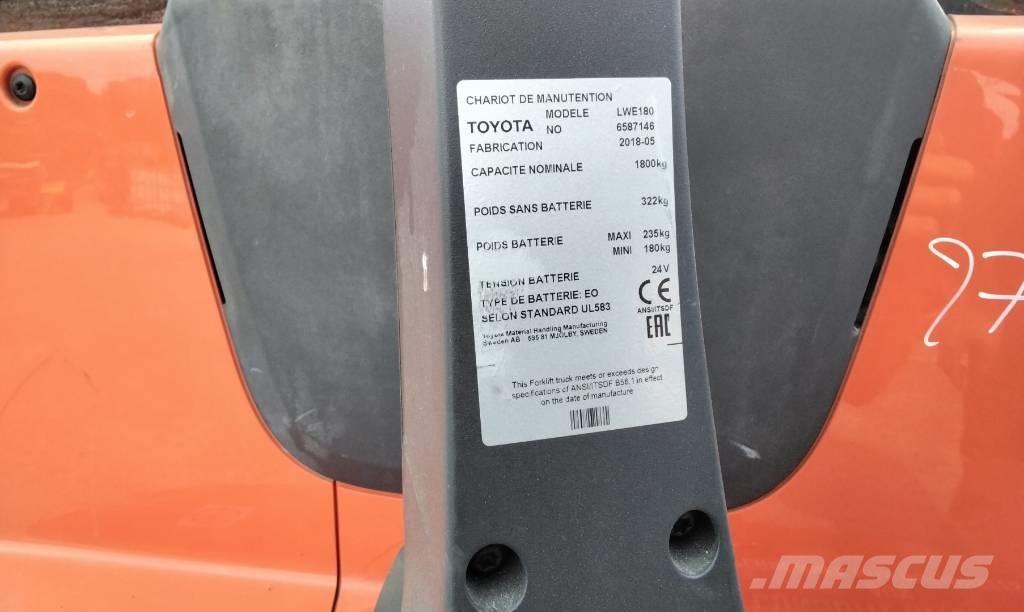 CHARIOT DE MANUTENTION
TOYOTA MODELE LWE180
NO 6587146
FABRICATION 2018-05
CAPACITE NOMINALE 1800kg
POIDS SANS BATTERIE 322kg
POIDS BATTERIE MAXI 235kg
MINI 180kg
TENSION BATTERIE 24V
TYPE DE BATTERIE: EO
SELON STANDARD UL583
CE
ANSI/ITSDF
EAC
Toyota Material Handling Manufacturing
Sweden AB 595 81 MJÖLBY, SWEDEN
This Forklift truck meets or exceeds design
specifications of ANSI/ITSDF B56.1 in effect
on the date of manufacture
97
MASCUS